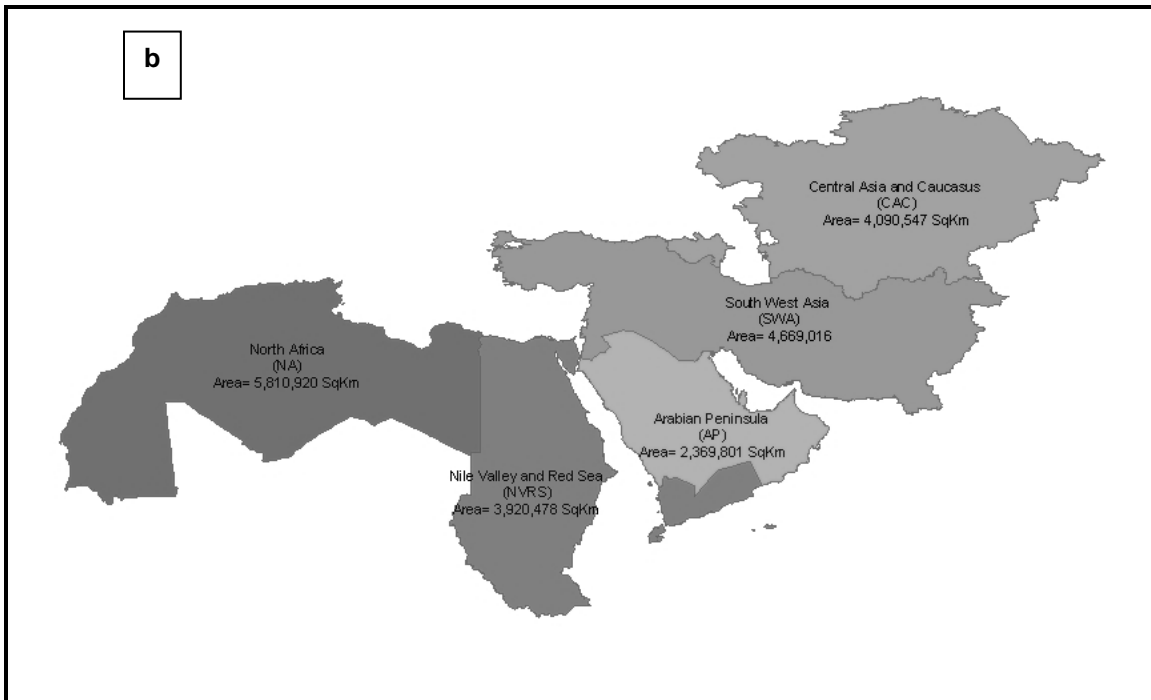 b
Central Asia and Caucasus
(CAC)
Area= 4,090,547 SqKm
South West Asia
(SWA)
Area= 4,669,016
North Africa
(NA)
Area= 5,810,920 SqKm
Arabian Peninsula
(AP)
Area= 2,369,801 SqKm
Nile Valley and Red Sea
(NVRS)
Area= 3,920,478 SqKm